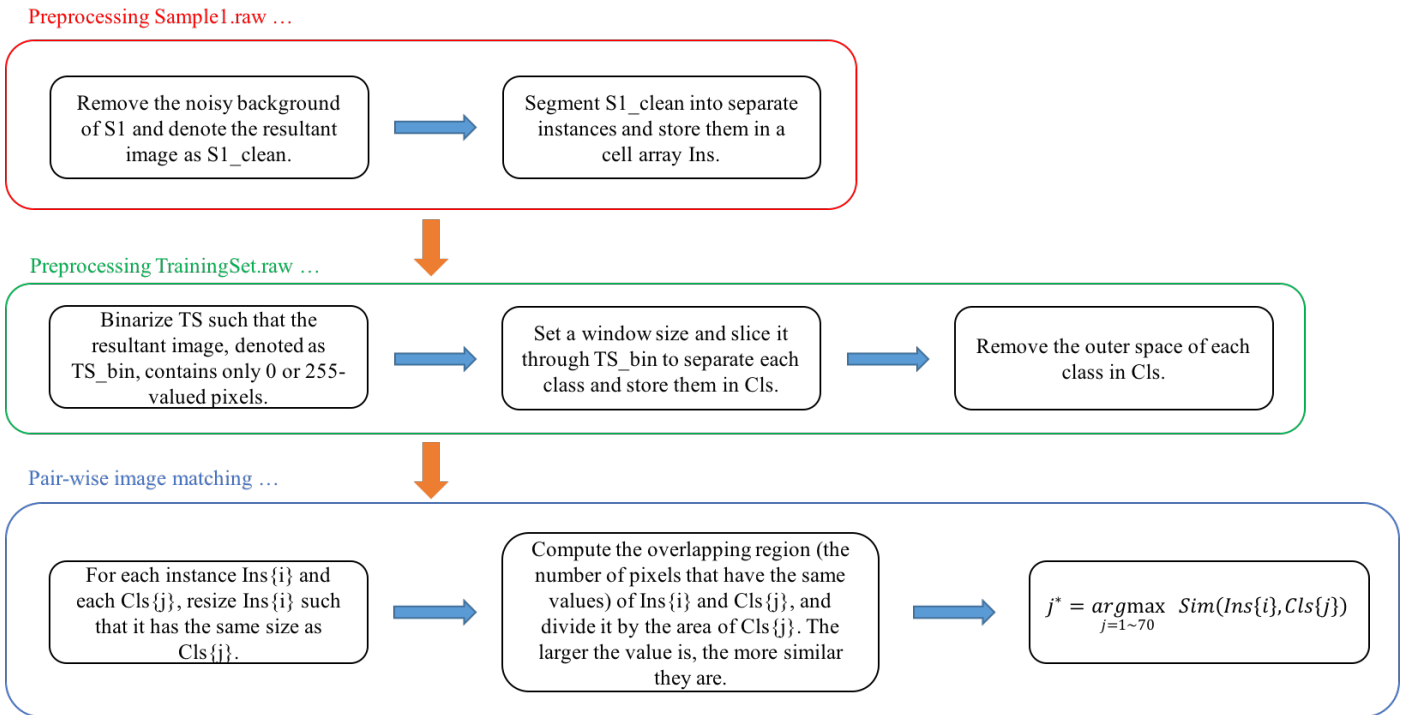 Preprocessing Sample1.raw …
Remove the noisy background
of S1 and denote the resultant
image as S1_clean.
Segment S1_clean into separate
instances and store them in a
cell array Ins.
Preprocessing TrainingSet.raw …
Binarize TS such that the
resultant image, denoted as
TS_bin, contains only 0 or 255-
valued pixels.
Set a window size and slice it
through TS_bin to separate each
class and store them in Cls.
Remove the outer space of each
class in Cls.
Pair-wise image matching …
For each instance Ins{i} and
each Cls{j}, resize Ins{i} such
that it has the same size as
Cls{j}.
Compute the overlapping region (the
number of pixels that have the same
values) of Ins{i} and Cls{j}, and
divide it by the area of Cls{j}. The
larger the value is, the more similar
they are.
j* = argmax Sim(Ins{i}, Cls{j})
j=1~70